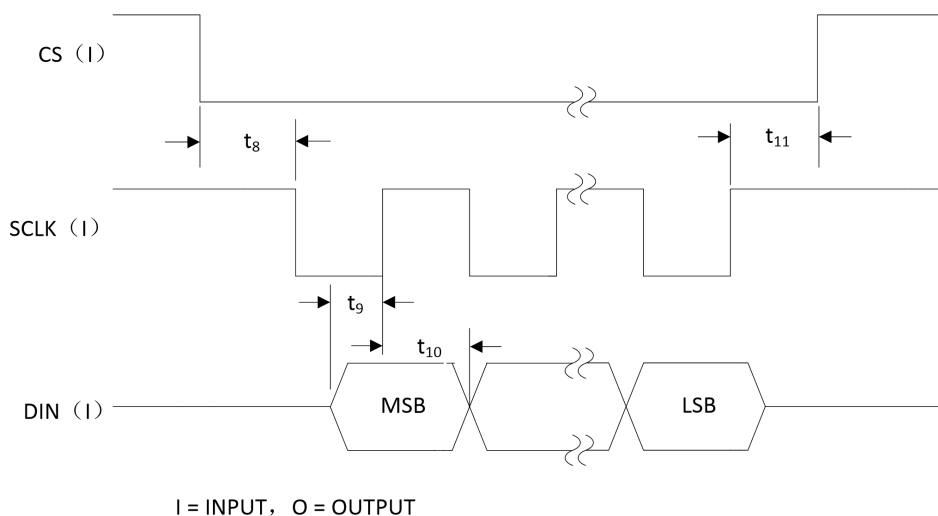 CS（I）
t₈
t₁₁
SCLK（I）
t₉
t₁₀
DIN（I）
MSB
LSB
I = INPUT，O = OUTPUT